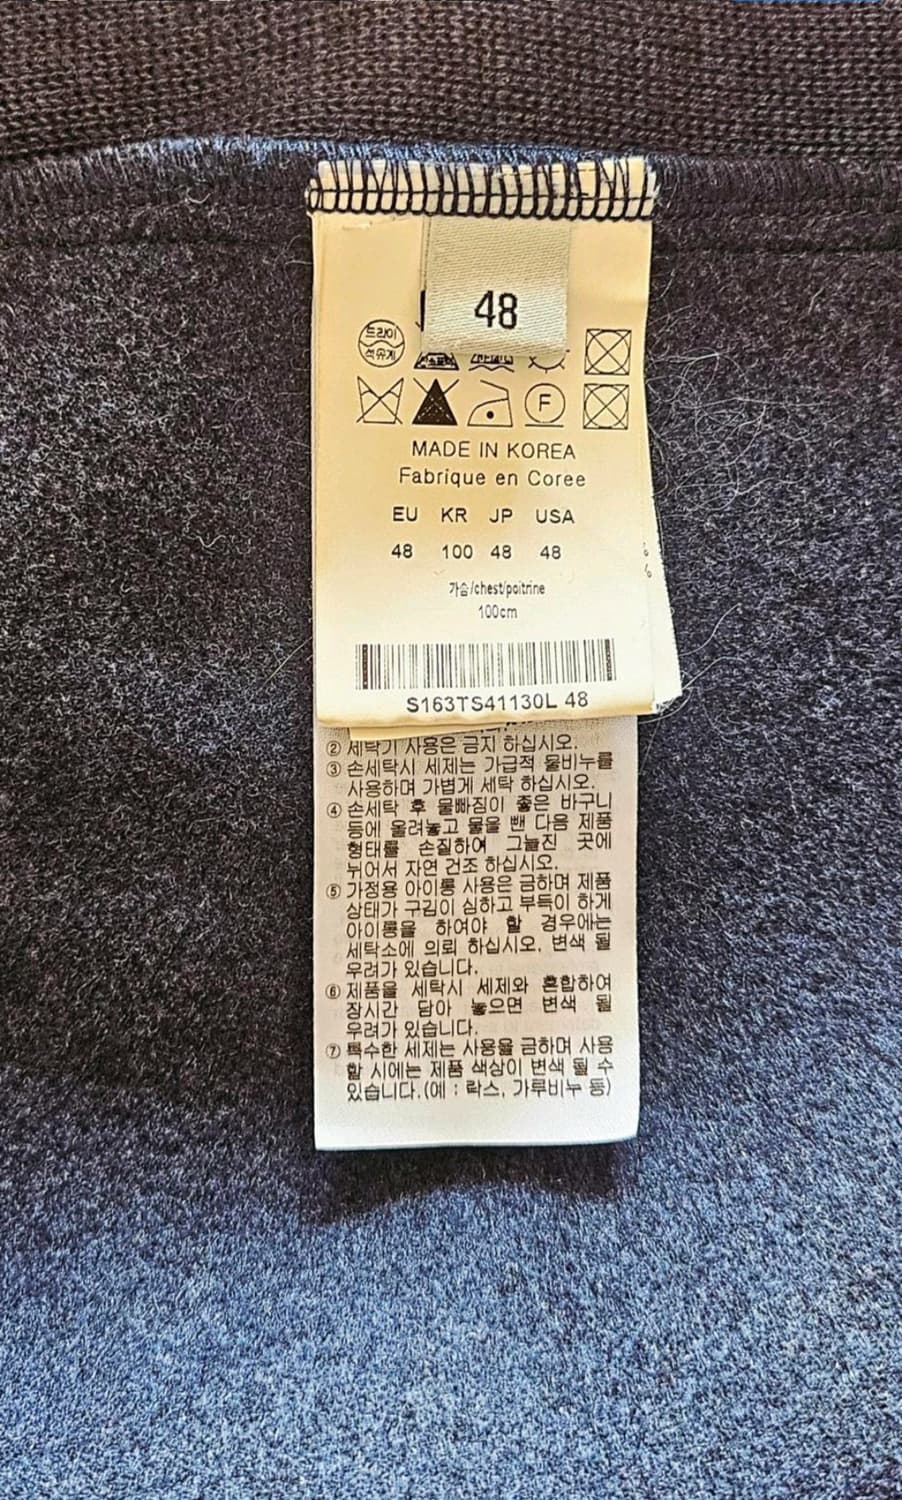 48
드라이
석유계
F
MADE IN KOREA
Fabrique en Coree
EU KR JP USA
48 100 48 48
가슴/chest/poitrine
100cm
S163TS41130L 48
② 세탁기 사용은 금지 하십시오.
③ 손세탁시 세제는 가급적 물비누를
사용하며 가볍게 세탁 하십시오.
④ 손세탁 후 물빠짐이 좋은 바구니
등에 올려놓고 물을 뺀 다음 제품
형태를 손질하여 그늘진 곳에
뉘어서 자연 건조 하십시오.
⑤ 가정용 아이롱 사용은 금하며 제품
상태가 구김이 심하고 부득이 하게
아이롱을 하여야 할 경우에는
세탁소에 의뢰 하십시오. 변색 될
우려가 있습니다.
⑥ 제품을 세탁시 세제와 혼합하여
장시간 담아 놓으면 변색 될
우려가 있습니다.
⑦ 특수한 세제는 사용을 금하며 사용
할 시에는 제품 색상이 변색 될 수
있습니다.(예 : 락스, 가루비누 등)